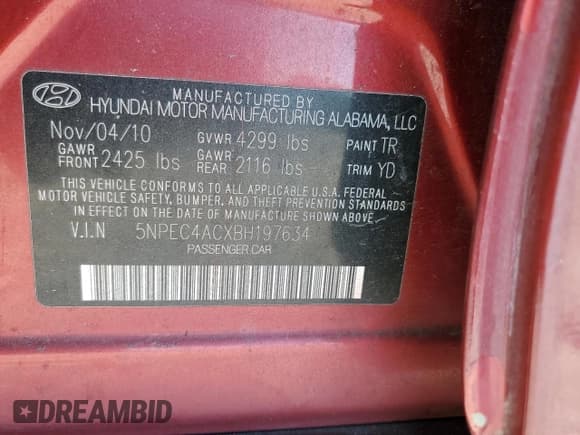 MANUFACTURED BY
HYUNDAI MOTOR MANUFACTURING ALABAMA, LLC
Nov/04/10 GVWR 4299 lbs PAINT TR
GAWR FRONT 2425 lbs GAWR REAR 2116 lbs TRIM YD
THIS VEHICLE CONFORMS TO ALL APPLICABLE U.S.A. FEDERAL
MOTOR VEHICLE SAFETY, BUMPER, AND THEFT PREVENTION STANDARDS
IN EFFECT ON THE DATE OF MANUFACTURE SHOWN ABOVE.
V.I.N 5NPEC4ACXBH197634
PASSENGER CAR
DREAMBID